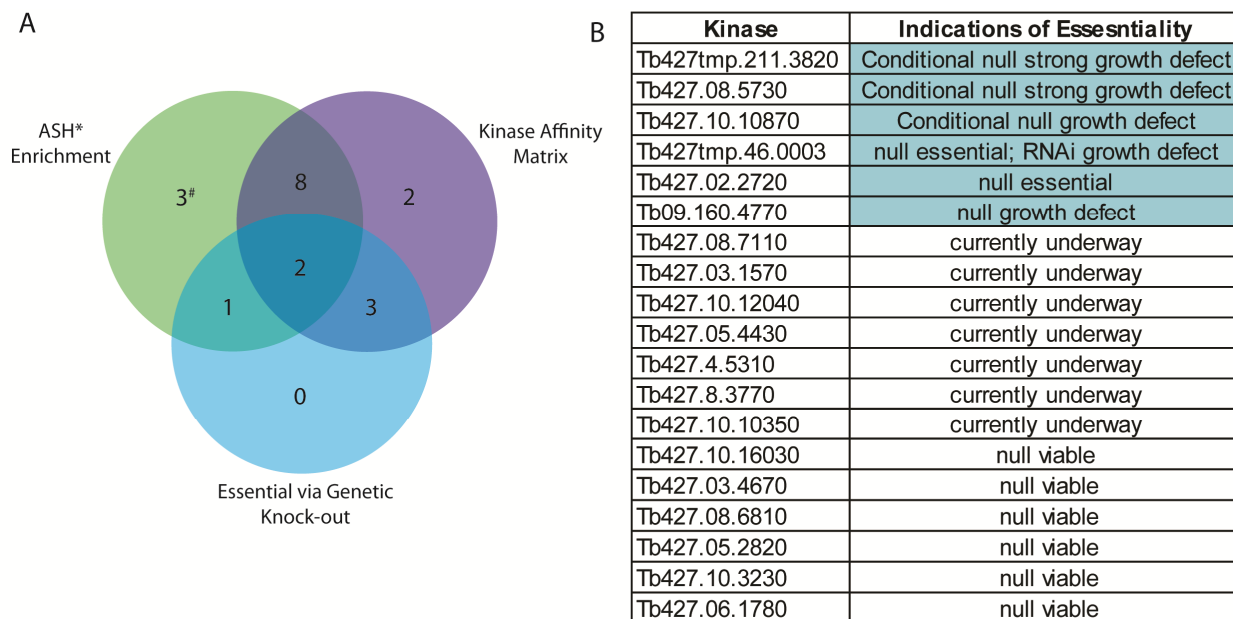 A
ASH*
Enrichment
Kinase Affinity
Matrix
3#
8
2
2
1
3
0
Essential via Genetic
Knock-out
B
Kinase Indications of Essesntiality
Tb427tmp.211.3820 Conditional null strong growth defect
Tb427.08.5730 Conditional null strong growth defect
Tb427.10.10870 Conditional null growth defect
Tb427tmp.46.0003 null essential; RNAi growth defect
Tb427.02.2720 null essential
Tb09.160.4770 null growth defect
Tb427.08.7110 currently underway
Tb427.03.1570 currently underway
Tb427.10.12040 currently underway
Tb427.05.4430 currently underway
Tb427.4.5310 currently underway
Tb427.8.3770 currently underway
Tb427.10.10350 currently underway
Tb427.10.16030 null viable
Tb427.03.4670 null viable
Tb427.08.6810 null viable
Tb427.05.2820 null viable
Tb427.10.3230 null viable
Tb427.06.1780 null viable